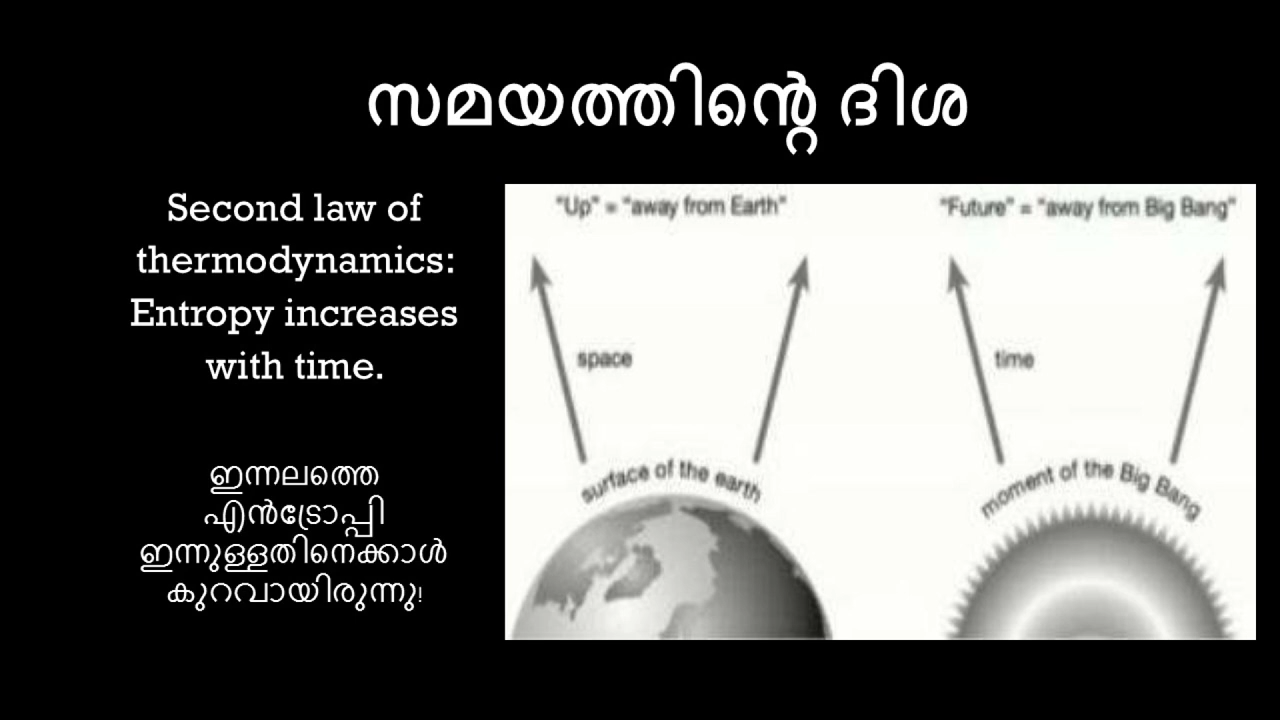 സമയത്തിന്റെ ദിശ
Second law of
thermodynamics:
Entropy increases
with time.
ഇന്നലത്തെ
എൻട്രോപ്പി
ഇന്നുള്ളതിനെക്കാൾ
കുറവായിരുന്നു!
"Up" = "away from Earth"
space
surface of the earth
"Future" = "away from Big Bang"
time
moment of the Big Bang